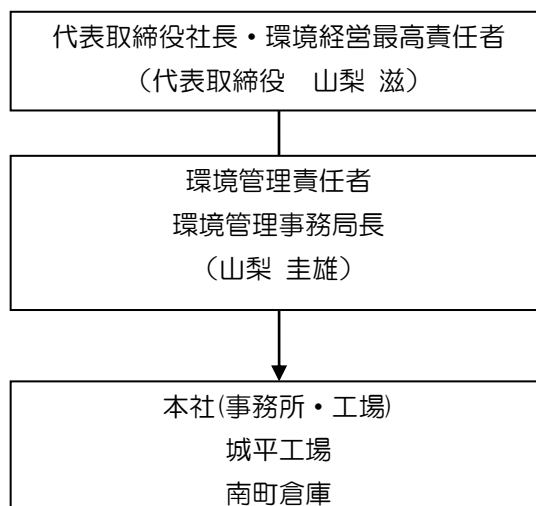 代表取締役社長・環境経営最高責任者
（代表取締役　山梨 滋）
環境管理責任者
環境管理事務局長
（山梨 圭雄）
本社(事務所・工場)
城平工場
南町倉庫